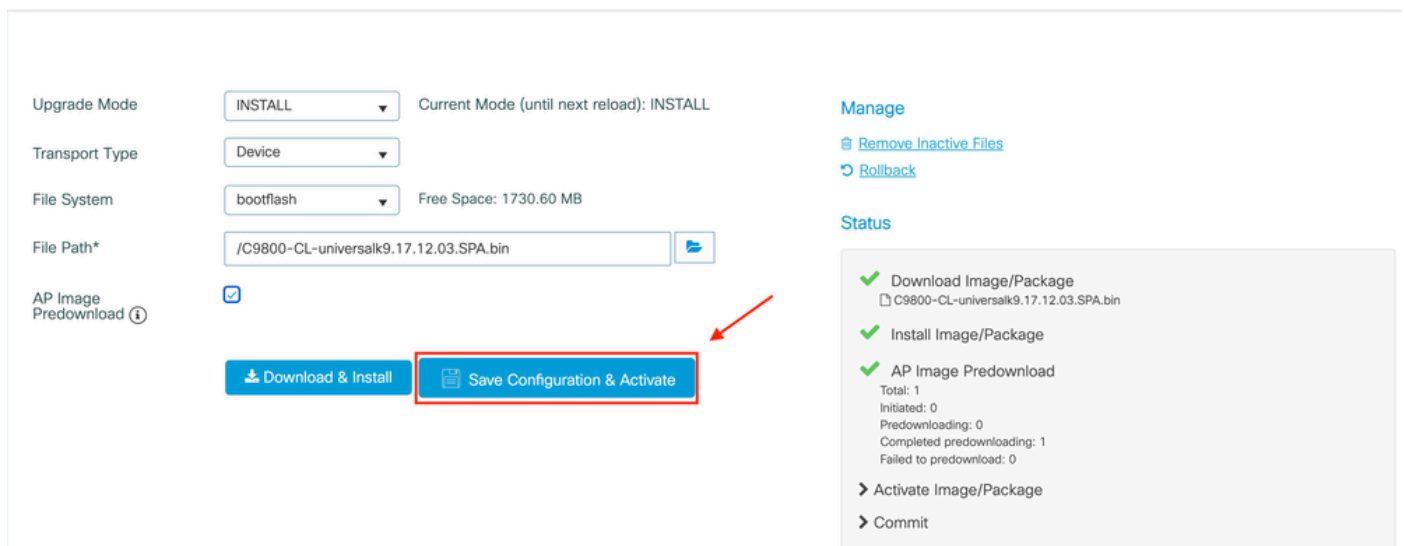 Upgrade Mode
INSTALL
Current Mode (until next reload): INSTALL
Transport Type
Device
File System
bootflash
Free Space: 1730.60 MB
File Path*
/C9800-CL-universalk9.17.12.03.SPA.bin
AP Image
Predownload
Download & Install
Save Configuration & Activate
Manage
Remove Inactive Files
Rollback
Status
Download Image/Package
C9800-CL-universalk9.17.12.03.SPA.bin
Install Image/Package
AP Image Predownload
Total: 1
Initiated: 0
Predownloading: 0
Completed predownloading: 1
Failed to predownload: 0
Activate Image/Package
Commit